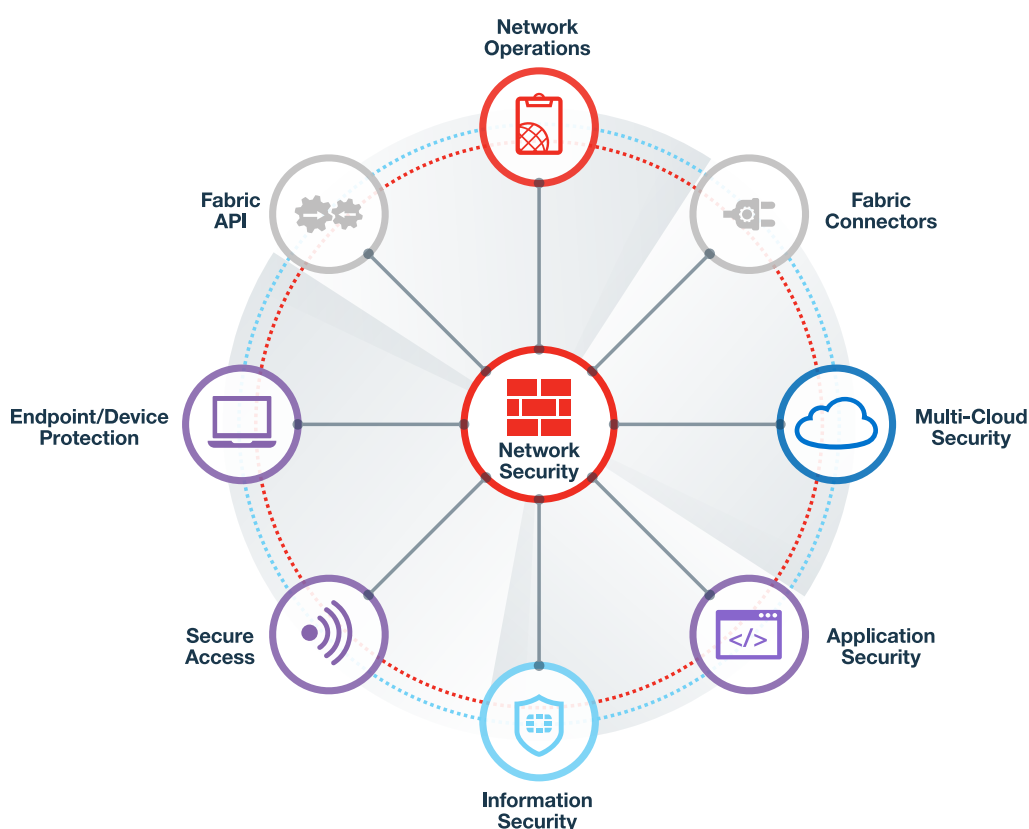 Network
Operations
Fabric
API
Fabric
Connectors
Endpoint/Device
Protection
Network
Security
Multi-Cloud
Security
Secure
Access
</>
Application
Security
Information
Security